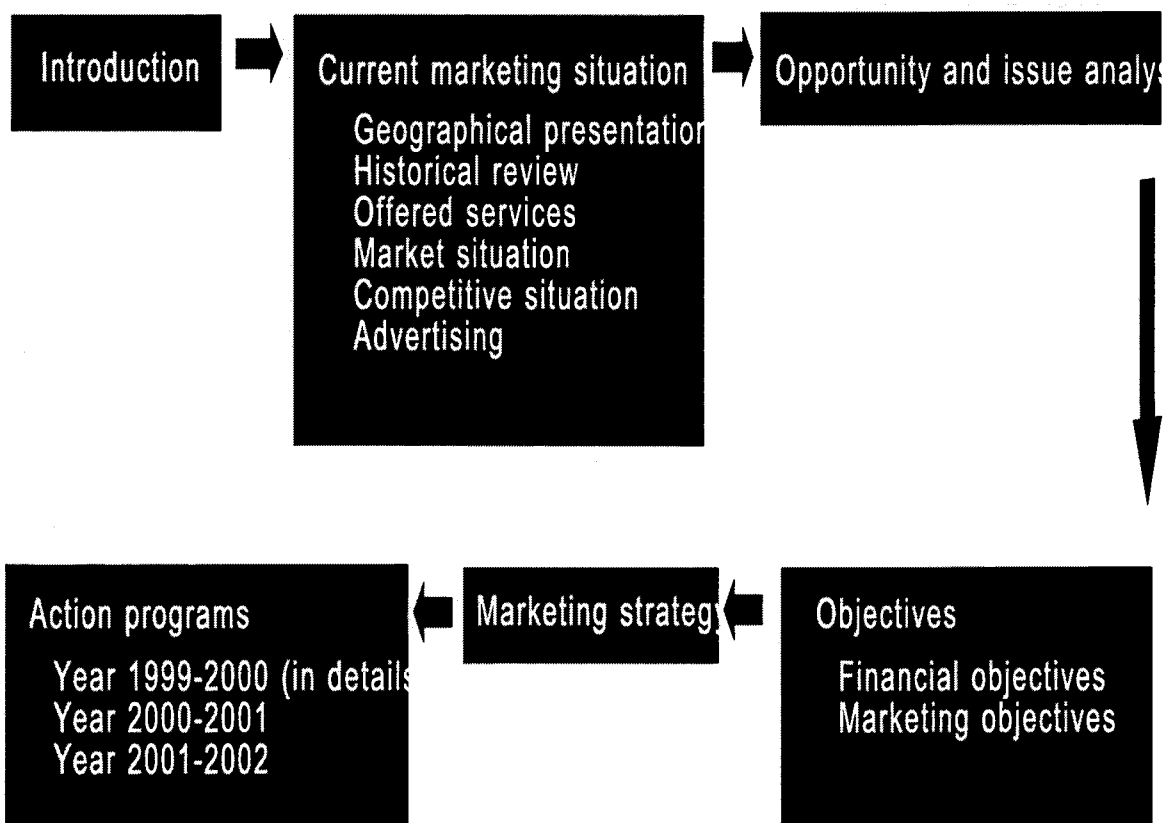 Introduction
Current marketing situation
Geographical presentation
Historical review
Offered services
Market situation
Competitive situation
Advertising
Opportunity and issue analys
Objectives
Financial objectives
Marketing objectives
Marketing strategy
Action programs
Year 1999-2000 (in details
Year 2000-2001
Year 2001-2002